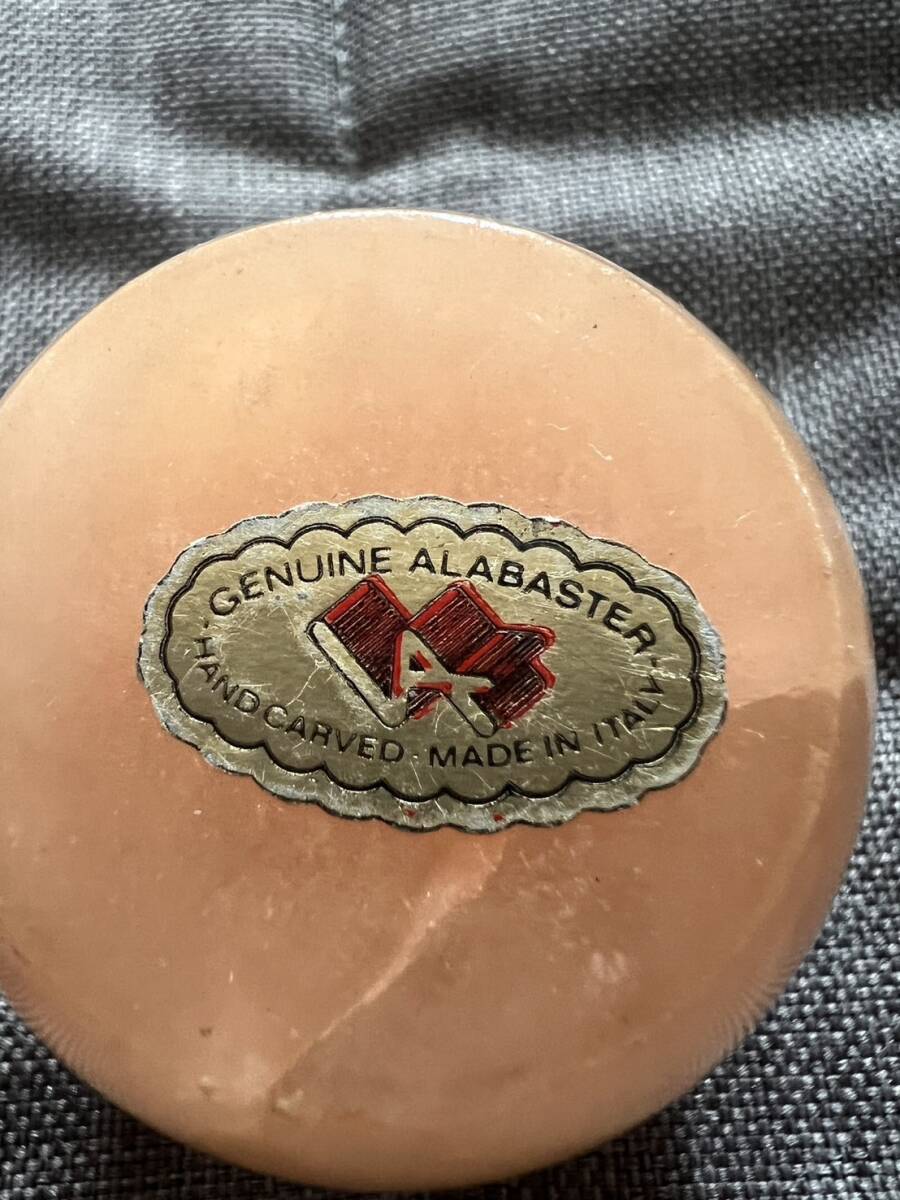 · GENUINE ALABASTER ·
HAND CARVED · MADE IN ITALY